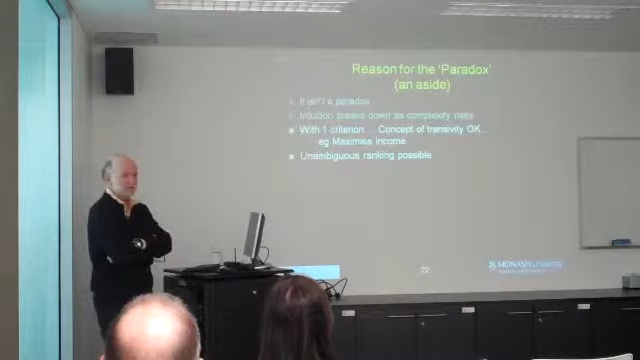 Reason for the 'Paradox'
(an aside)
It isn't a paradox
Intuition breaks down as complexity rises
With 1 criterion... Concept of transivity OK...
eg Maximise income
Unambiguous ranking possible
MONASH University